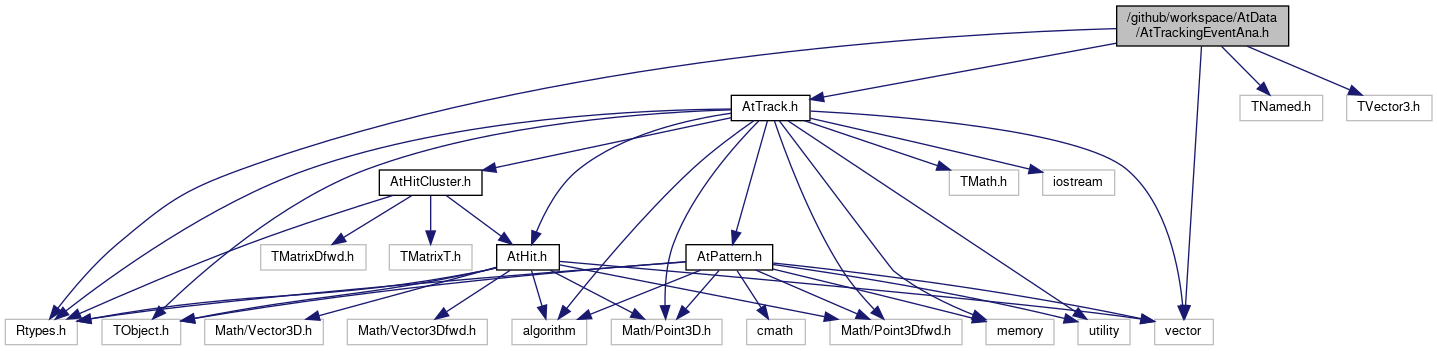 /github/workspace/AtData
/AtTrackingEventAna.h
AtTrack.h
TNamed.h
TVector3.h
AtHitCluster.h
TMath.h
iostream
TMatrixDfwd.h
TMatrixT.h
AtHit.h
AtPattern.h
Rtypes.h
TObject.h
Math/Vector3D.h
Math/Vector3Dfwd.h
algorithm
Math/Point3D.h
cmath
Math/Point3Dfwd.h
memory
utility
vector